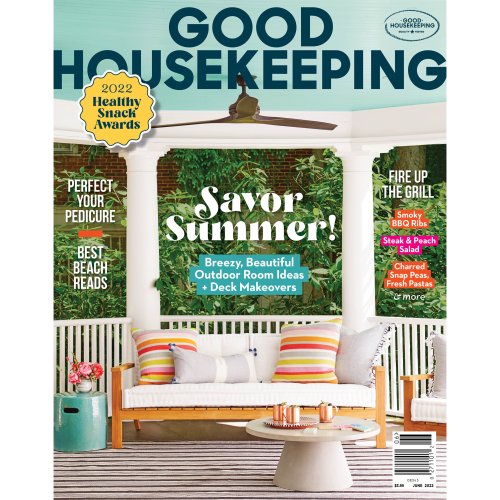 GOOD
HOUSEKEEPING
GOOD
HOUSEKEEPING
2022
Healthy
Snack
Awards
PERFECT
YOUR
PEDICURE
BEST
BEACH
READS
Savor
Summer!
Breezy, Beautiful
Outdoor Room Ideas
+ Deck Makeovers
FIRE UP
THE GRILL
Smoky
BBQ Ribs
Steak & Peach
Salad
Charred
Snap Peas,
Fresh Pastas
& more
JUNE 2022